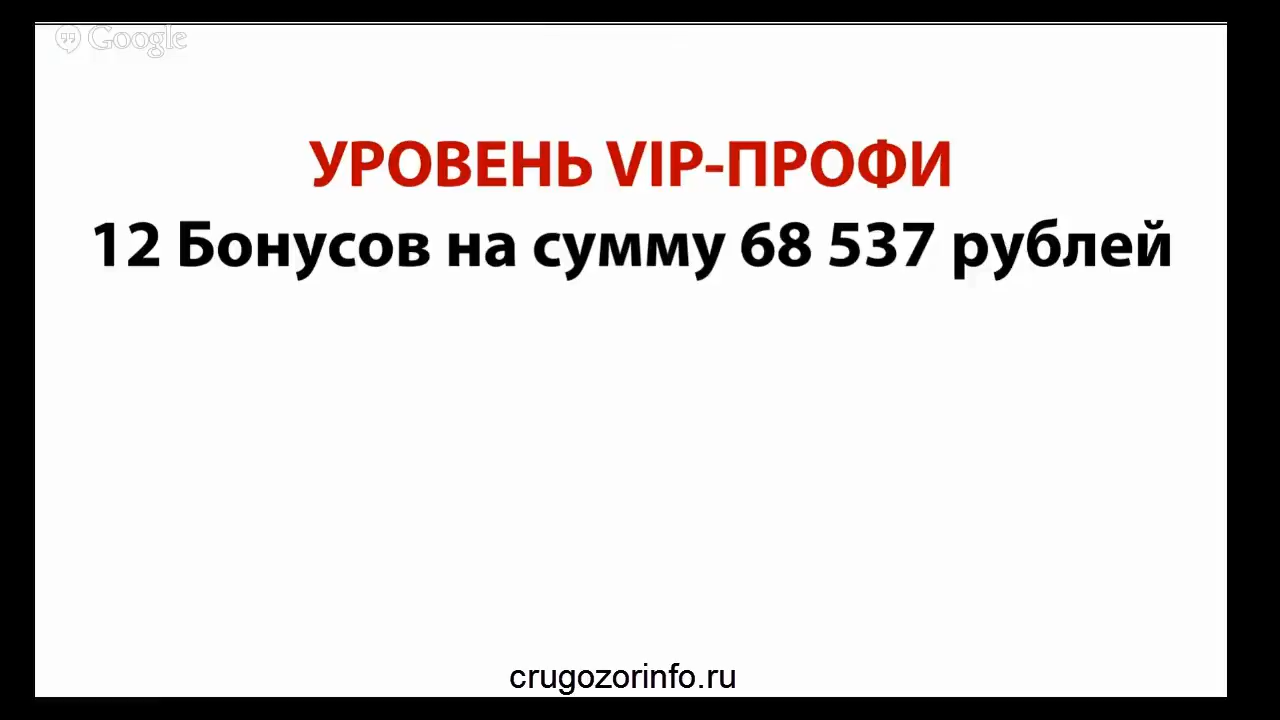 Google
УРОВЕНЬ VIP-ПРОФИ
12 Бонусов на сумму 68 537 рублей
crugozorinfo.ru